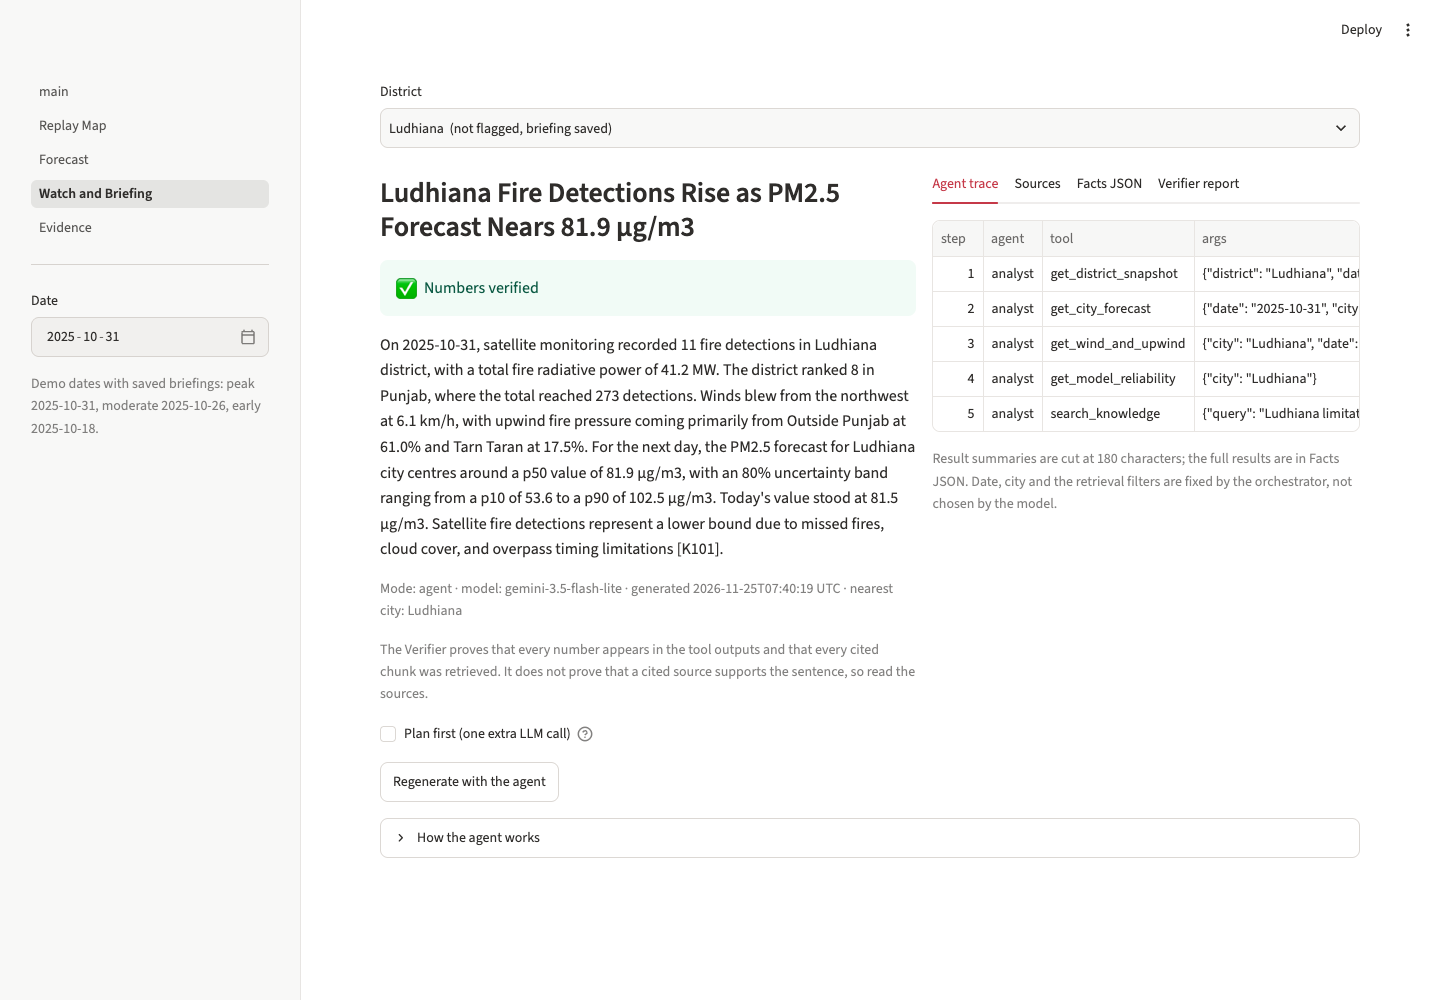 Deploy
main
Replay Map
Forecast
Watch and Briefing
Evidence
Date
2025-10-31
Demo dates with saved briefings: peak
2025-10-31, moderate 2025-10-26, early
2025-10-18.
District
Ludhiana (not flagged, briefing saved)
Ludhiana Fire Detections Rise as PM2.5
Forecast Nears 81.9 µg/m3
✅ Numbers verified
On 2025-10-31, satellite monitoring recorded 11 fire detections in Ludhiana
district, with a total fire radiative power of 41.2 MW. The district ranked 8 in
Punjab, where the total reached 273 detections. Winds blew from the northwest
at 6.1 km/h, with upwind fire pressure coming primarily from Outside Punjab at
61.0% and Tarn Taran at 17.5%. For the next day, the PM2.5 forecast for Ludhiana
city centres around a p50 value of 81.9 µg/m3, with an 80% uncertainty band
ranging from a p10 of 53.6 to a p90 of 102.5 µg/m3. Today's value stood at 81.5
µg/m3. Satellite fire detections represent a lower bound due to missed fires,
cloud cover, and overpass timing limitations [K101].
Mode: agent · model: gemini-3.5-flash-lite · generated 2026-11-25T07:40:19 UTC · nearest
city: Ludhiana
The Verifier proves that every number appears in the tool outputs and that every cited
chunk was retrieved. It does not prove that a cited source supports the sentence, so read the
sources.
Plan first (one extra LLM call)
Regenerate with the agent
How the agent works
Agent trace Sources Facts JSON Verifier report
step agent tool args
1 analyst get_district_snapshot {"district": "Ludhiana", "dat
2 analyst get_city_forecast {"date": "2025-10-31", "city
3 analyst get_wind_and_upwind {"city": "Ludhiana", "date":
4 analyst get_model_reliability {"city": "Ludhiana"}
5 analyst search_knowledge {"query": "Ludhiana limitat
Result summaries are cut at 180 characters; the full results are in Facts
JSON. Date, city and the retrieval filters are fixed by the orchestrator, not
chosen by the model.